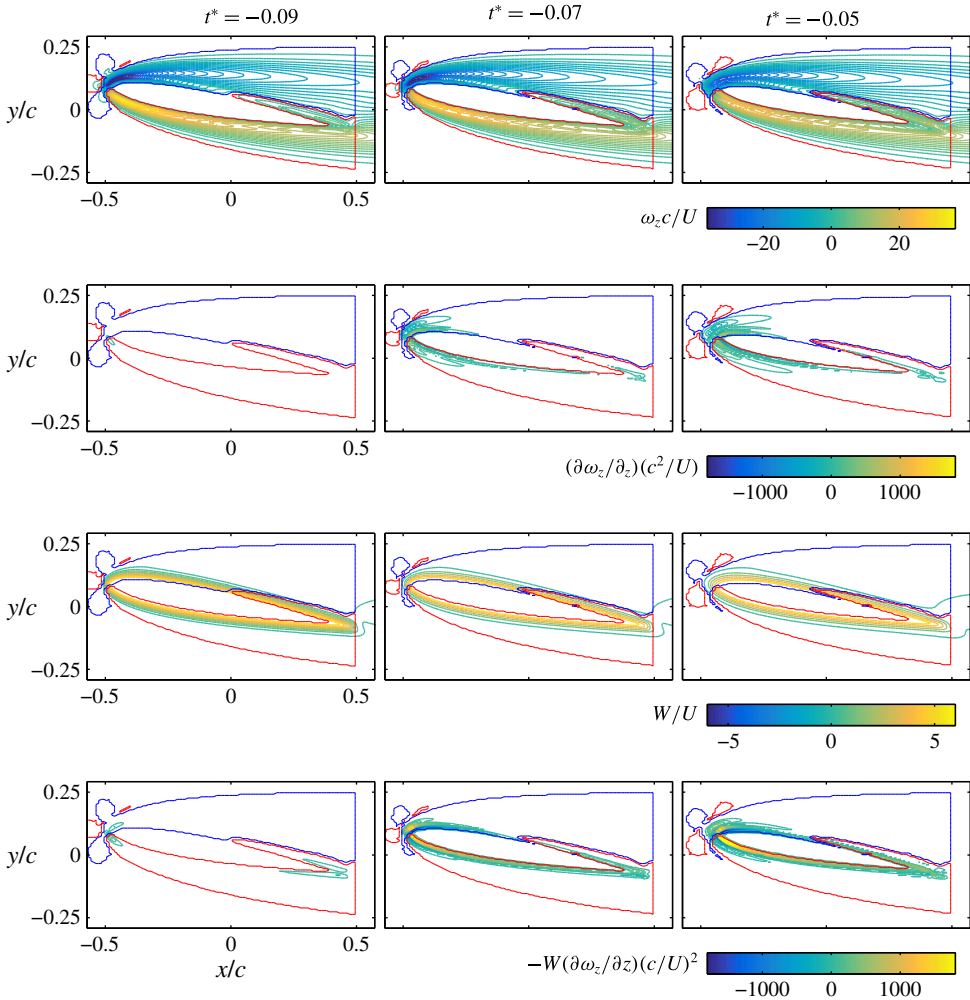 t* = −0.09
t* = −0.07
t* = −0.05
0.25
y/c
0
−0.25
−0.5 0 0.5
ω_z c/U
−20 0 20
0.25
y/c
0
−0.25
−0.5 0 0.5
(∂ω_z/∂_z)(c²/U)
−1000 0 1000
0.25
y/c
0
−0.25
−0.5 0 0.5
W/U
−5 0 5
0.25
y/c
0
−0.25
−0.5 0 0.5
x/c
−W(∂ω_z/∂z)(c/U)²
−1000 0 1000